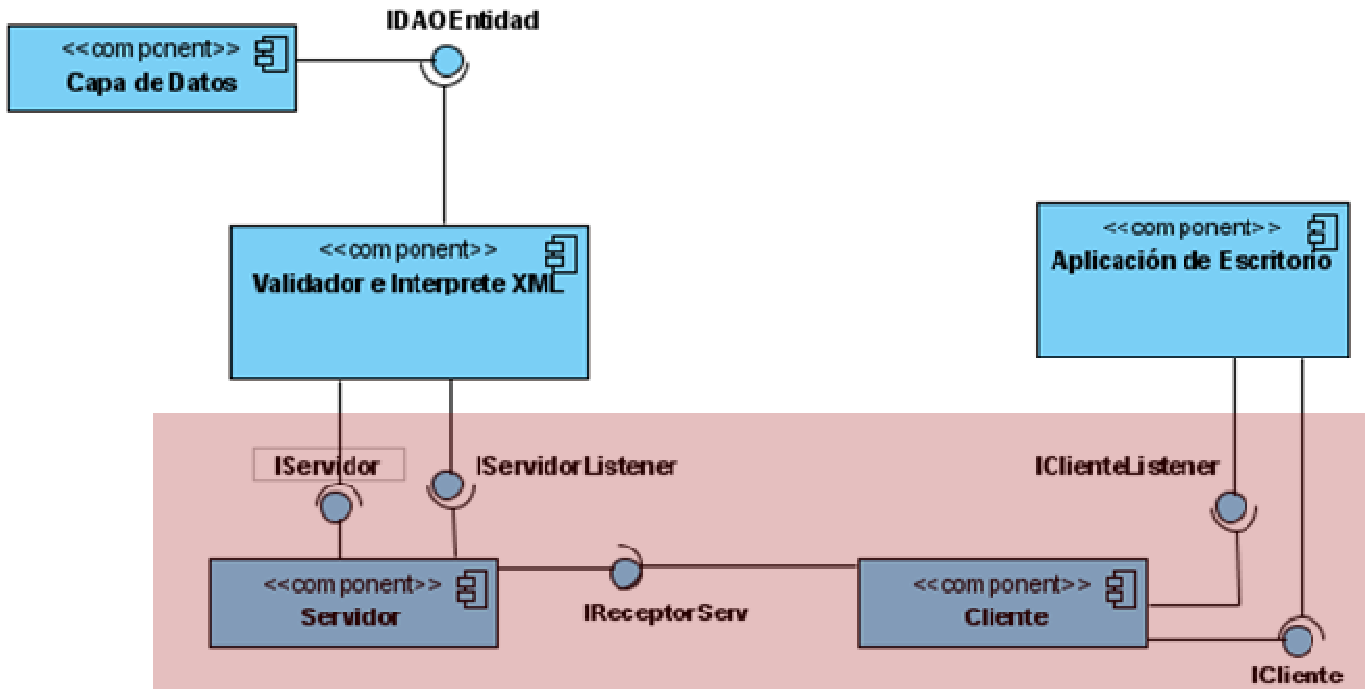 IDAOEntidad
<<component>>
Capa de Datos
<<component>>
Validador e Interprete XML
<<component>>
Aplicación de Escritorio
IServidor
IServidorListener
IClienteListener
<<component>>
Servidor
IReceptorServ
<<component>>
Cliente
ICliente